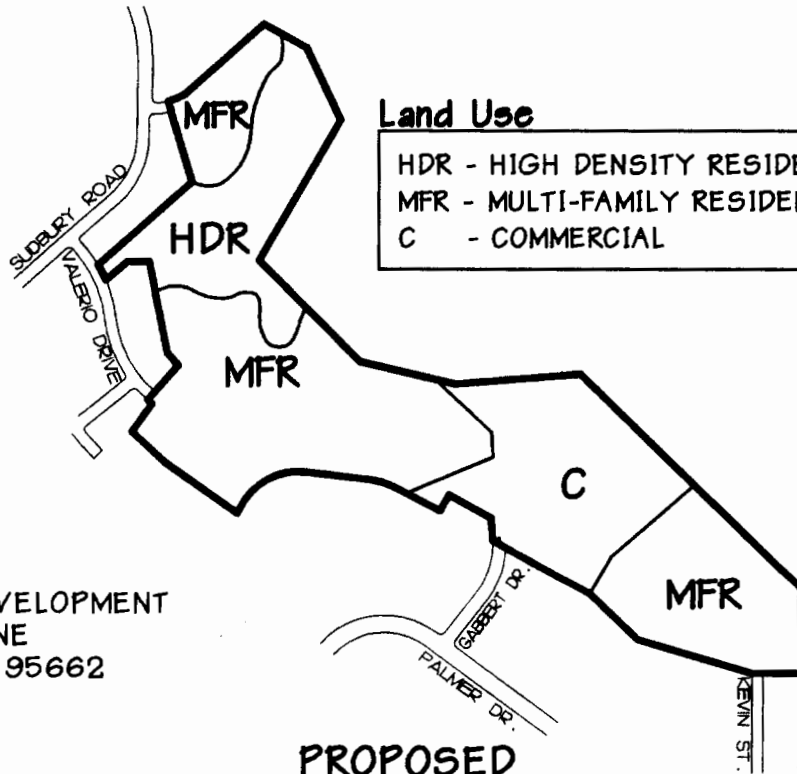 MFR
Land Use
HDR - HIGH DENSITY RESIDE
MFR - MULTI-FAMILY RESIDE
C - COMMERCIAL
SUDBURY ROAD
HDR
VALERIO DRIVE
MFR
C
MFR
VELOPMENT
NE
95662
GABBERT DR.
PALMER DR.
KEVIN ST.
PROPOSED